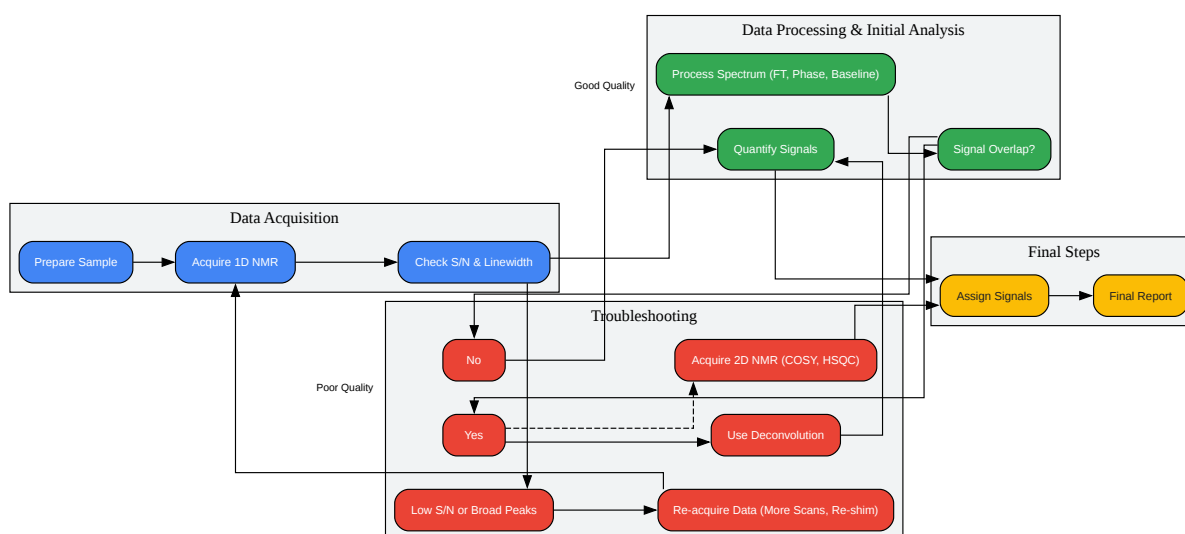 Data Processing & Initial Analysis
Process Spectrum (FT, Phase, Baseline)
Good Quality
Quantify Signals
Signal Overlap?
Data Acquisition
Prepare Sample
Acquire 1D NMR
Check S/N & Linewidth
Final Steps
Assign Signals
Final Report
Troubleshooting
No
Acquire 2D NMR (COSY, HSQC)
Poor Quality
Yes
Use Deconvolution
Low S/N or Broad Peaks
Re-acquire Data (More Scans, Re-shim)